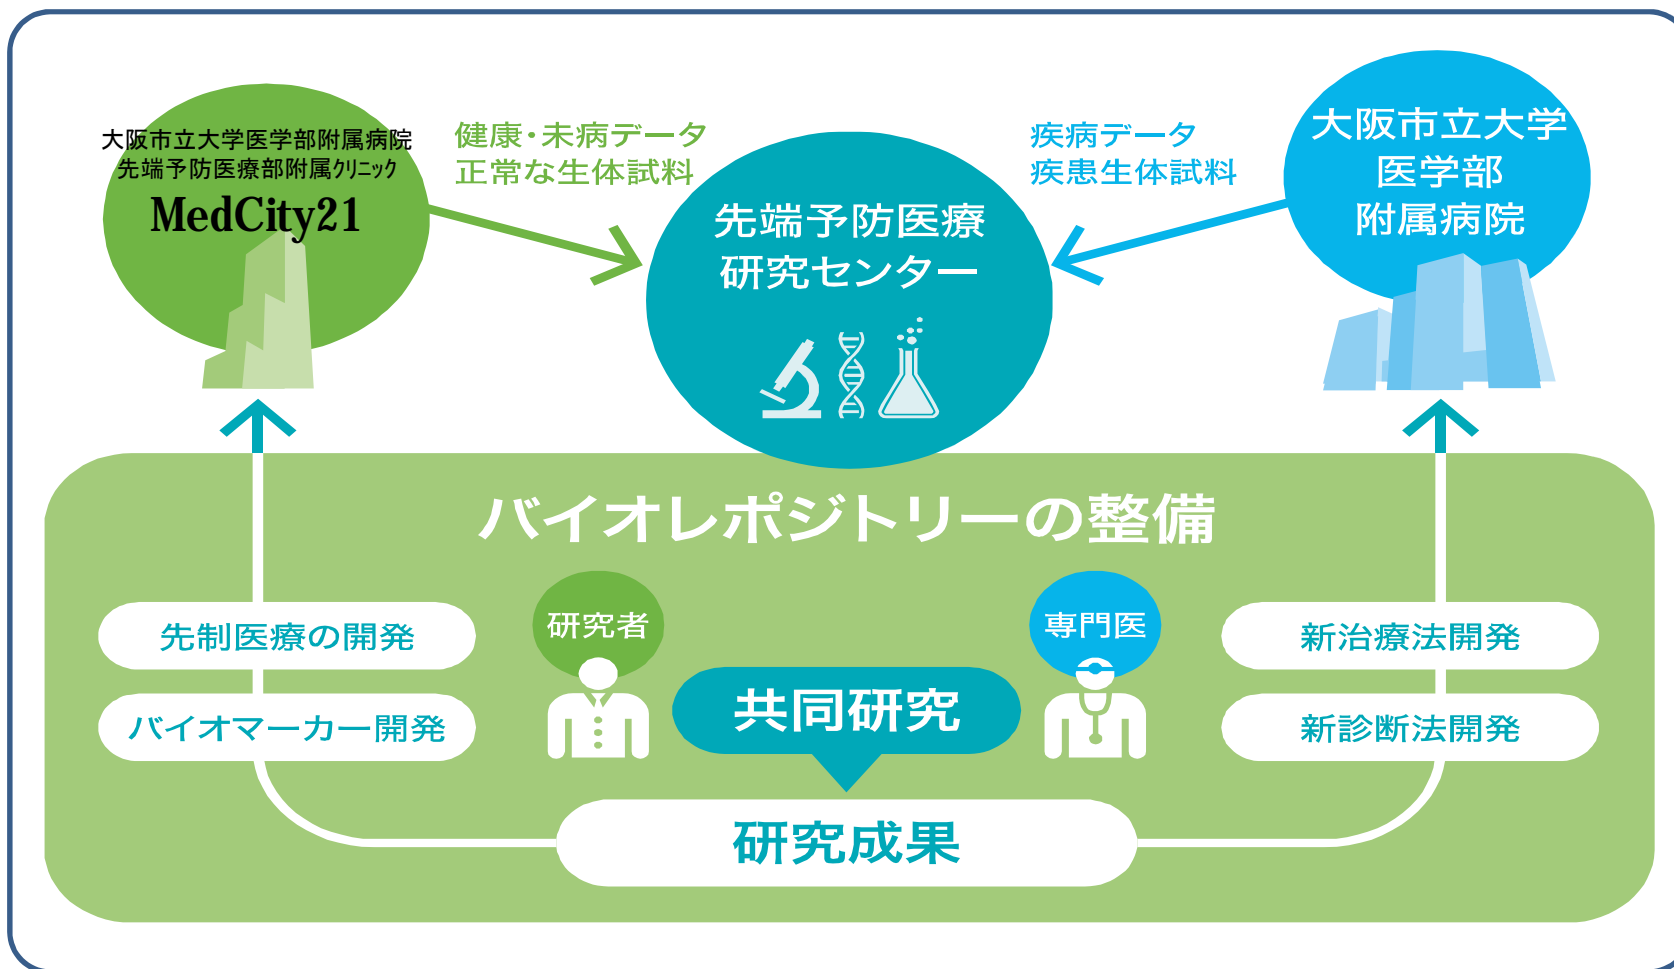 大阪市立大学医学部附属病院
先端予防医療部附属クリニック
MedCity21
健康・未病データ
正常な生体試料
先端予防医療
研究センター
疾病データ
疾患生体試料
大阪市立大学
医学部
附属病院
バイオレポジトリーの整備
研究者
専門医
先制医療の開発
バイオマーカー開発
共同研究
新治療法開発
新診断法開発
研究成果